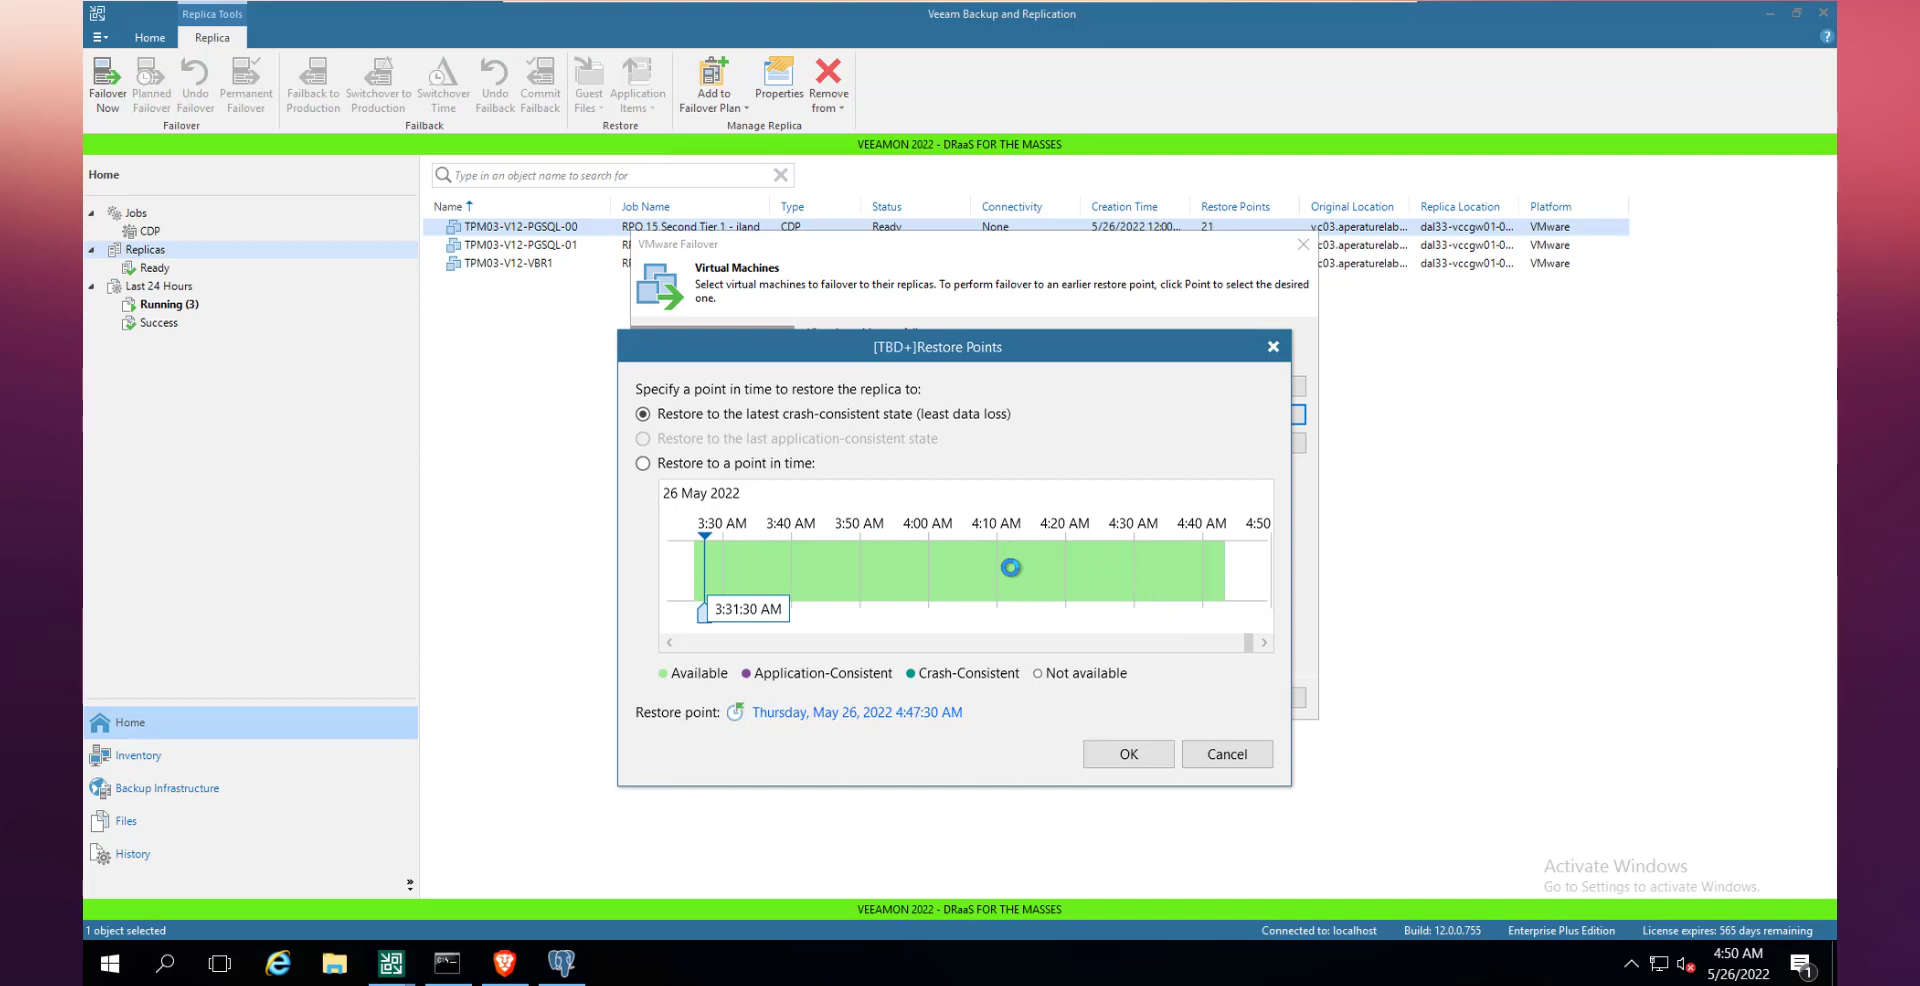 Replica Tools
Veeam Backup and Replication
Home
Replica
Failover Now
Planned Failover
Undo Failover
Permanent Failover
Failback to Production
Switchover to Production
Switchover Time
Undo Failback
Commit Failback
Guest Files
Application Items
Add to Failover Plan
Properties
Remove from
Failover
Failback
Restore
Manage Replica
VEEAMON 2022 - DRaaS FOR THE MASSES
Home
Jobs
CDP
Replicas
Ready
Last 24 Hours
Running (3)
Success
Type in an object name to search for
Name Job Name Type Status Connectivity Creation Time Restore Points Original Location Replica Location Platform
TPM03-V12-PGSQL-00 RPO 15 Second Tier 1 - iland CDP Ready None 5/26/2022 12:00... 21 vc03.aperaturelab... dal33-vccgw01-0... VMware
TPM03-V12-PGSQL-01 c03.aperaturelab... dal33-vccgw01-0... VMware
TPM03-V12-VBR1 c03.aperaturelab... dal33-vccgw01-0... VMware
VMware Failover
Virtual Machines
Select virtual machines to failover to their replicas. To perform failover to an earlier restore point, click Point to select the desired
one.
[TBD+]Restore Points
Specify a point in time to restore the replica to:
Restore to the latest crash-consistent state (least data loss)
Restore to the last application-consistent state
Restore to a point in time:
26 May 2022
3:30 AM 3:40 AM 3:50 AM 4:00 AM 4:10 AM 4:20 AM 4:30 AM 4:40 AM 4:50
3:31:30 AM
Available Application-Consistent Crash-Consistent Not available
Restore point: Thursday, May 26, 2022 4:47:30 AM
OK Cancel
Home
Inventory
Backup Infrastructure
Files
History
Activate Windows
Go to Settings to activate Windows.
VEEAMON 2022 - DRaaS FOR THE MASSES
1 object selected
Connected to: localhost Build: 12.0.0.755 Enterprise Plus Edition License expires: 565 days remaining
4:50 AM
5/26/2022
1